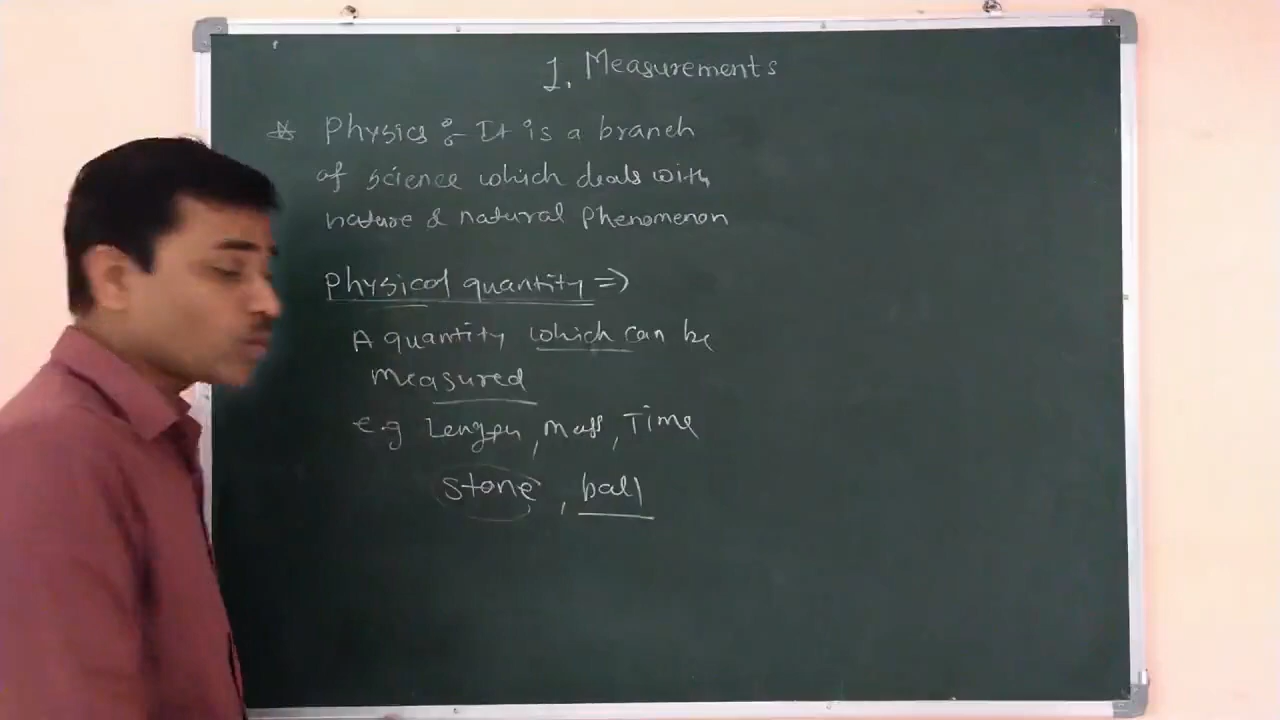 1. Measurements
* Physics :- It is a branch
of science which deals with
nature & natural Phenomenon
Physical quantity =>
A quantity which can be
measured
e.g Length, mass, Time
stone, ball